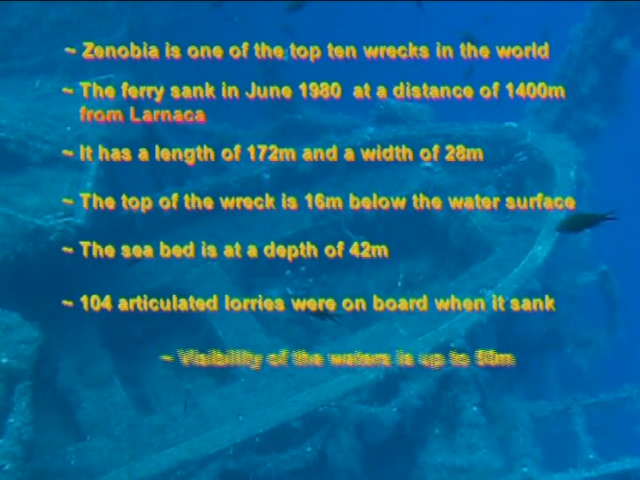 ~ Zenobia is one of the top ten wrecks in the world
~ The ferry sank in June 1980 at a distance of 1400m
from Larnaca
~ It has a length of 172m and a width of 28m
~ The top of the wreck is 16m below the water surface
~ The sea bed is at a depth of 42m
~ 104 articulated lorries were on board when it sank
~ Visibility of the waters is up to 50m